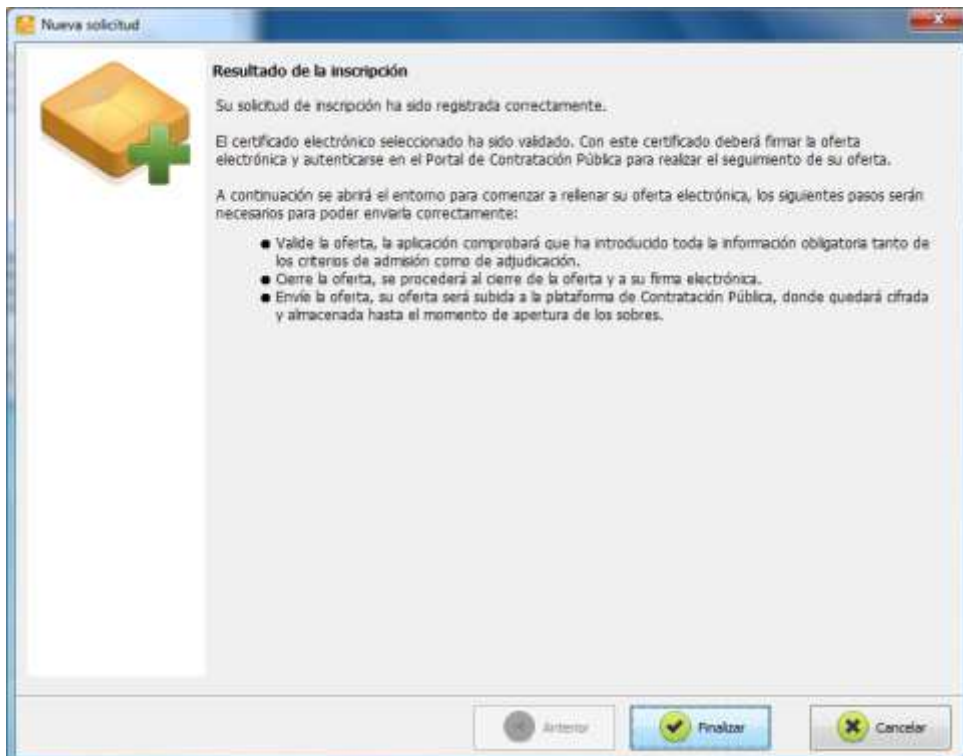 Nueva solicitud
Resultado de la inscripción
Su solicitud de inscripción ha sido registrada correctamente.
El certificado electrónico seleccionado ha sido validado. Con este certificado deberá firmar la oferta
electrónica y autenticarse en el Portal de Contratación Pública para realizar el seguimiento de su oferta.
A continuación se abrirá el entorno para comenzar a rellenar su oferta electrónica, los siguientes pasos serán
necesarios para poder enviarla correctamente:
● Valide la oferta, la aplicación comprobará que ha introducido toda la información obligatoria tanto de
los criterios de admisión como de adjudicación.
● Cierre la oferta, se procederá al cierre de la oferta y a su firma electrónica.
● Envíe la oferta, su oferta será subida a la plataforma de Contratación Pública, donde quedará cifrada
y almacenada hasta el momento de apertura de los sobres.
Anterior
Finalizar
Cancelar